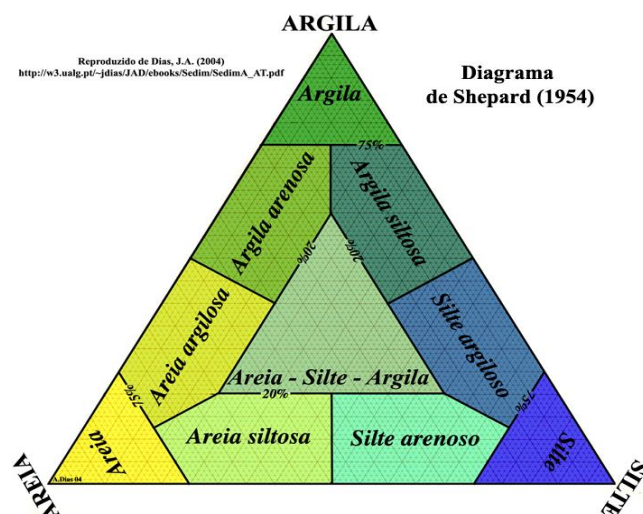 ARGILA
Reproduzido de Dias, J.A. (2004)
http://w3.ualg.pt/~jdias/JAD/ebooks/Sedim/SedimA_AT.pdf
Diagrama
de Shepard (1954)
Argila
75%
Argila arenosa
Argila siltosa
20%
20%
Areia argilosa
Silte argiloso
Areia - Silte - Argila
20%
75%
75%
Areia
Areia siltosa
Silte arenoso
Silte
A.Dias 04
AREIA
SILTE